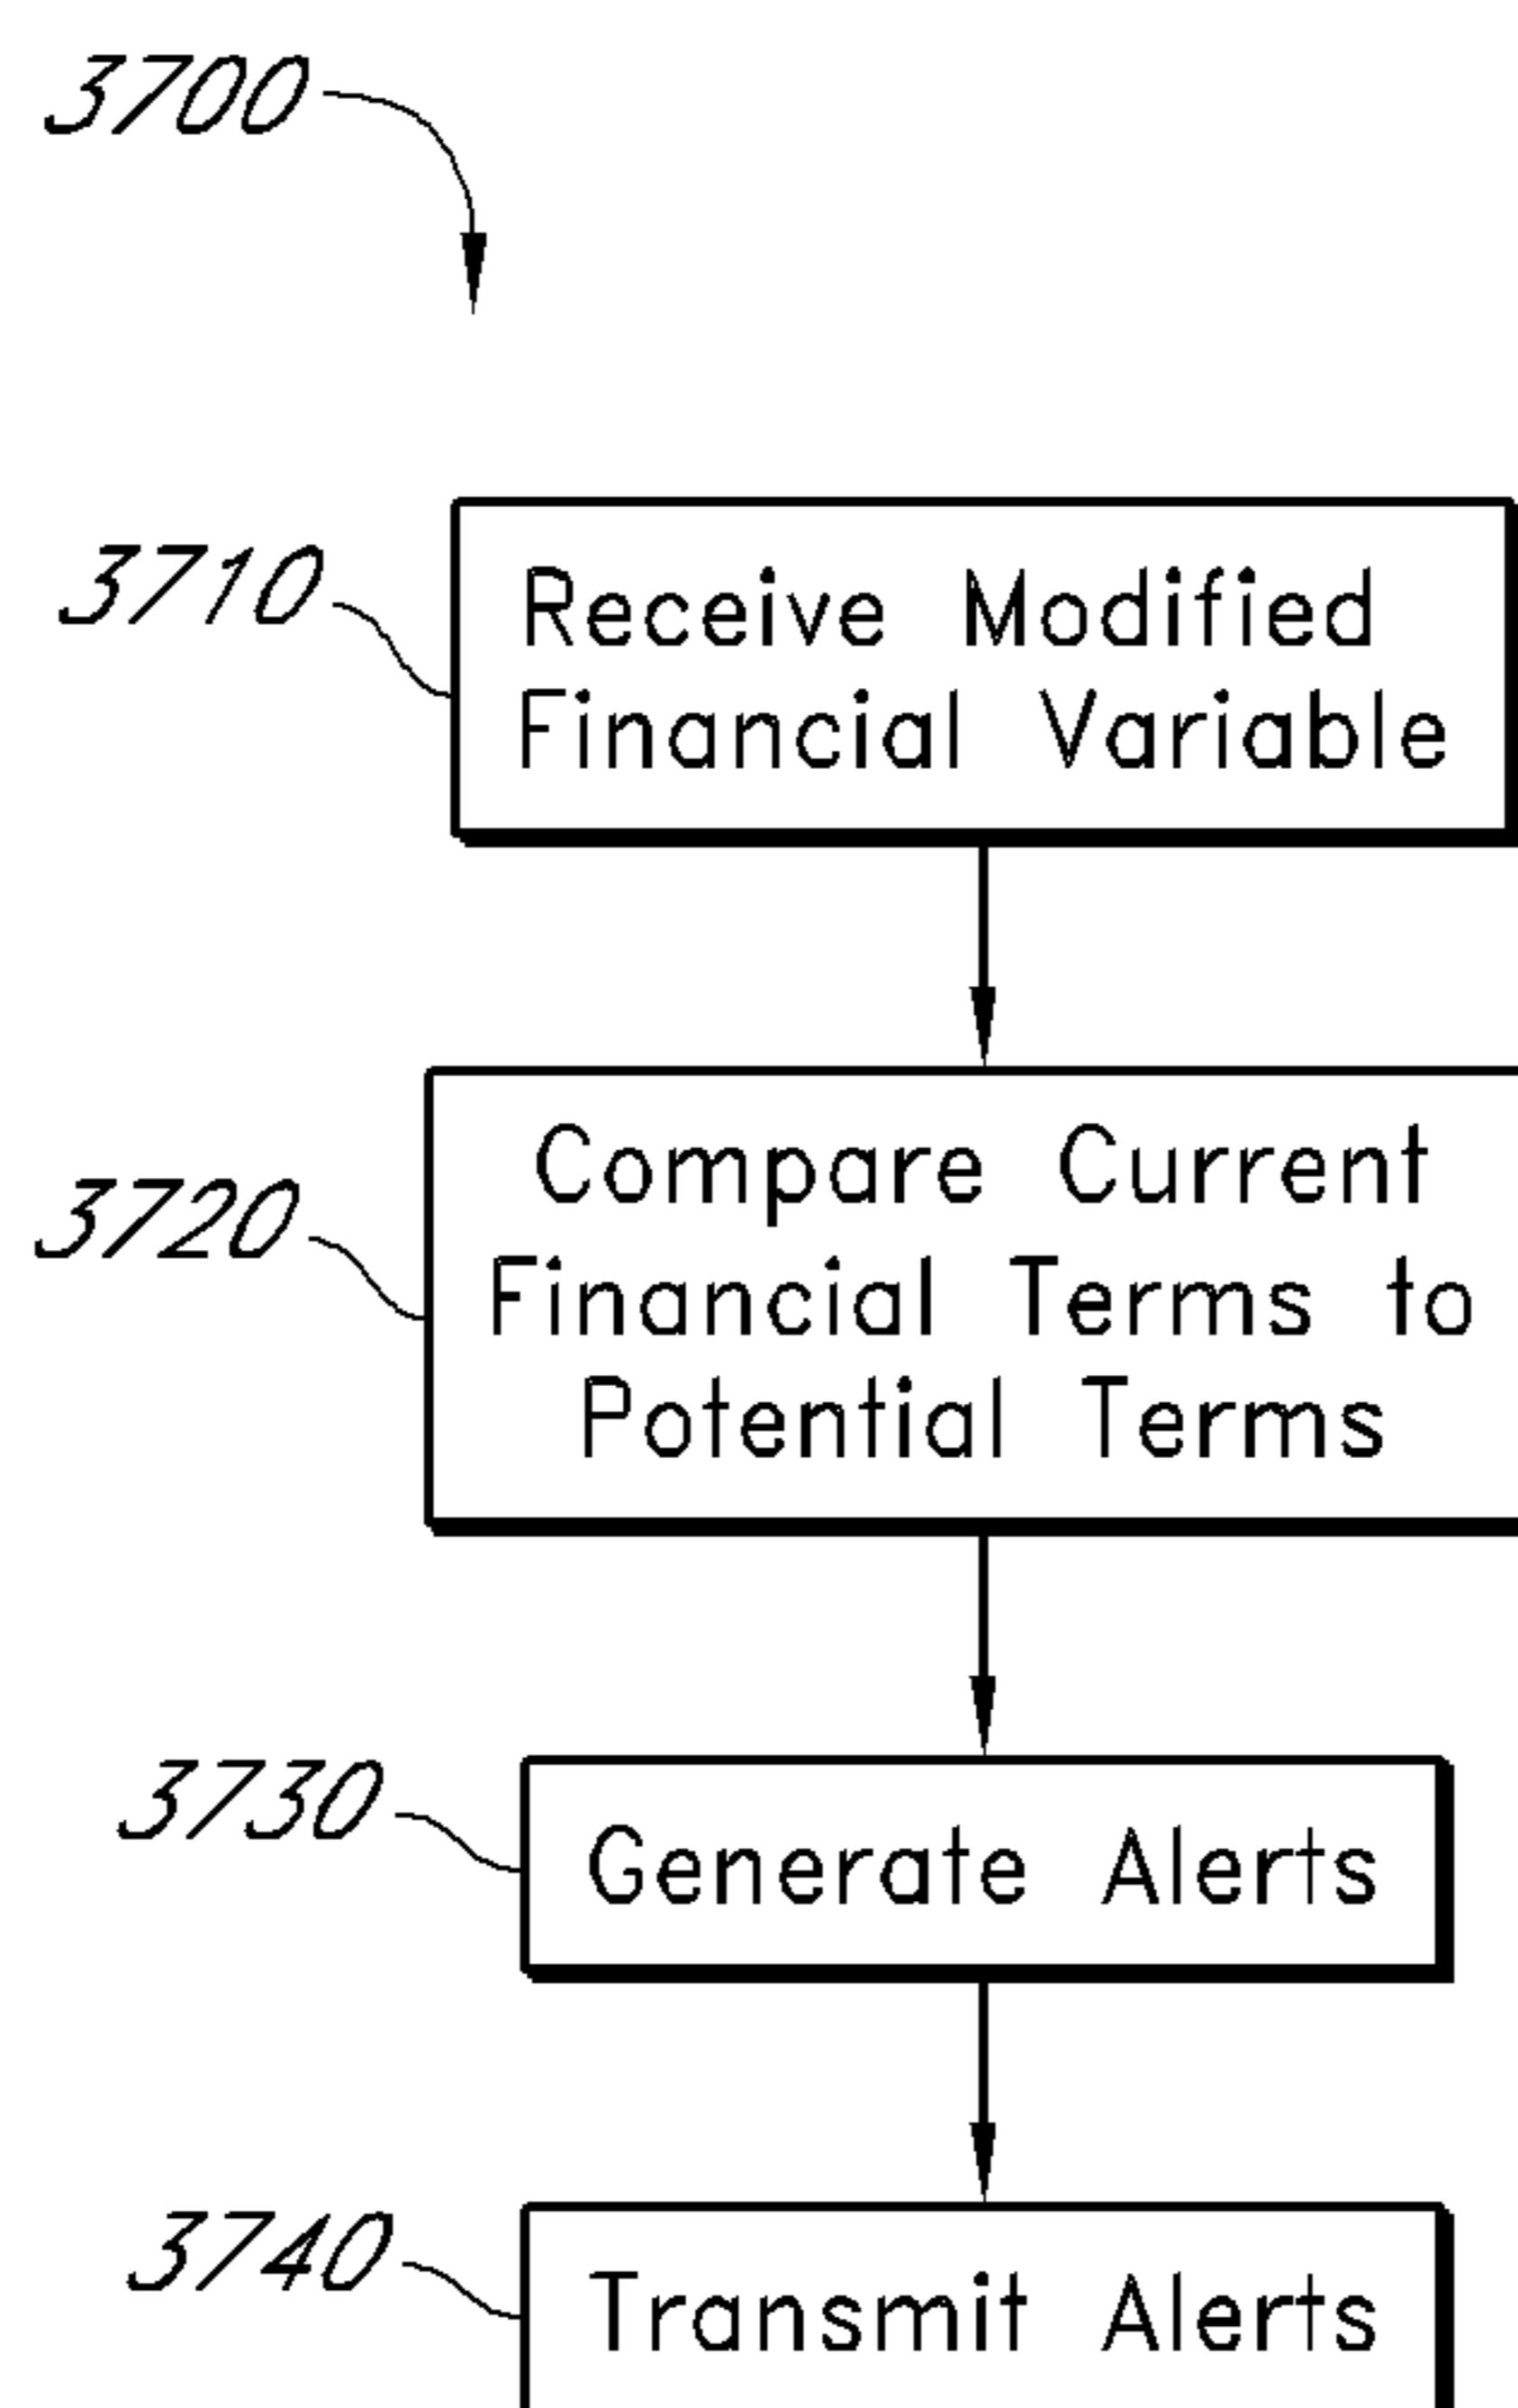 3700
3710
Receive Modified
Financial Variable
3720
Compare Current
Financial Terms to
Potential Terms
3730
Generate Alerts
3740
Transmit Alerts